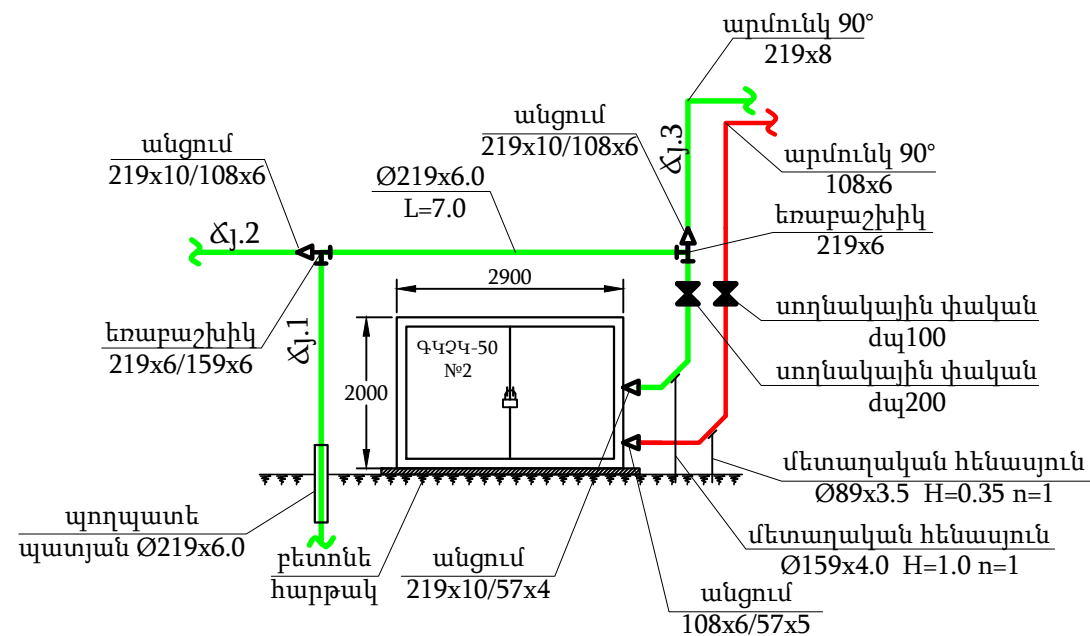 արմունկ 90°
219x8
անցում
219x10/108x6
անցում
219x10/108x6
Ø219x6.0
L=7.0
Ճյ.3
արմունկ 90°
108x6
եռաբաշխիկ
219x6
Ճյ.2
2900
եռաբաշխիկ
219x6/159x6
Ճյ.1
ԳԿՉԿ-50
№2
2000
սողնակային փական
dպ100
սողնակային փական
dպ200
մետաղական հենասյուն
Ø89x3.5 H=0.35 n=1
մետաղական հենասյուն
Ø159x4.0 H=1.0 n=1
պողպատե
պատյան Ø219x6.0
բետոնե
հարթակ
անցում
219x10/57x4
անցում
108x6/57x5